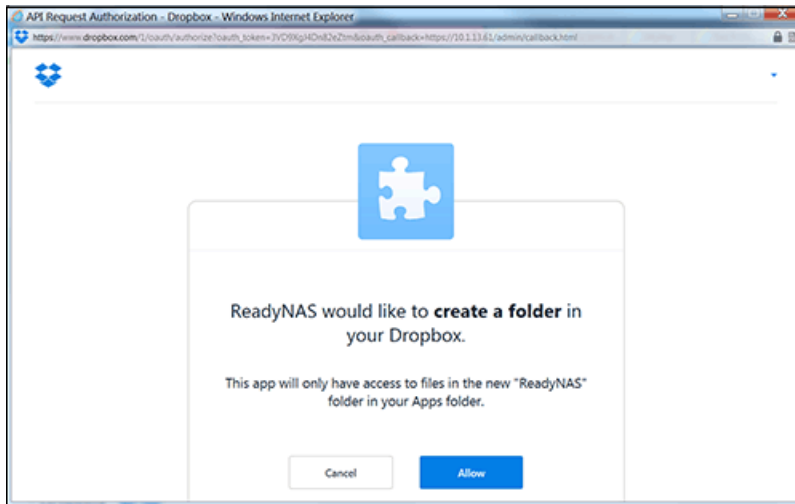 API Request Authorization - Dropbox - Windows Internet Explorer
ReadyNAS would like to create a folder in
your Dropbox.
This app will only have access to files in the new "ReadyNAS"
folder in your Apps folder.
Cancel
Allow